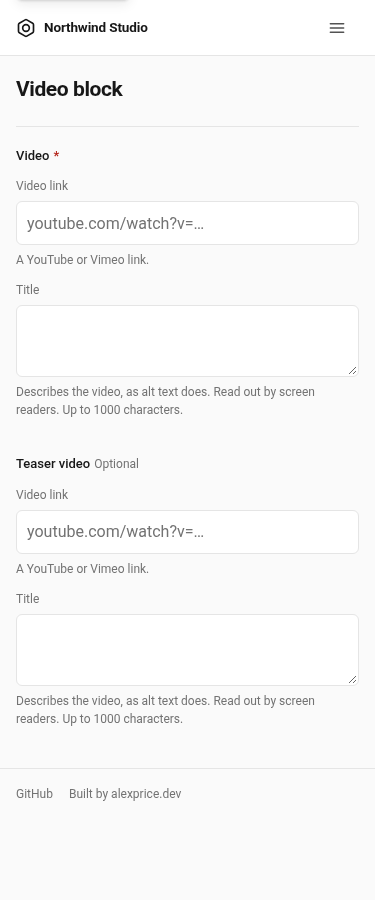 Northwind Studio
Video block
Video *
Video link
youtube.com/watch?v=…
A YouTube or Vimeo link.
Title
Describes the video, as alt text does. Read out by screen
readers. Up to 1000 characters.
Teaser video Optional
Video link
youtube.com/watch?v=…
A YouTube or Vimeo link.
Title
Describes the video, as alt text does. Read out by screen
readers. Up to 1000 characters.
GitHub Built by alexprice.dev